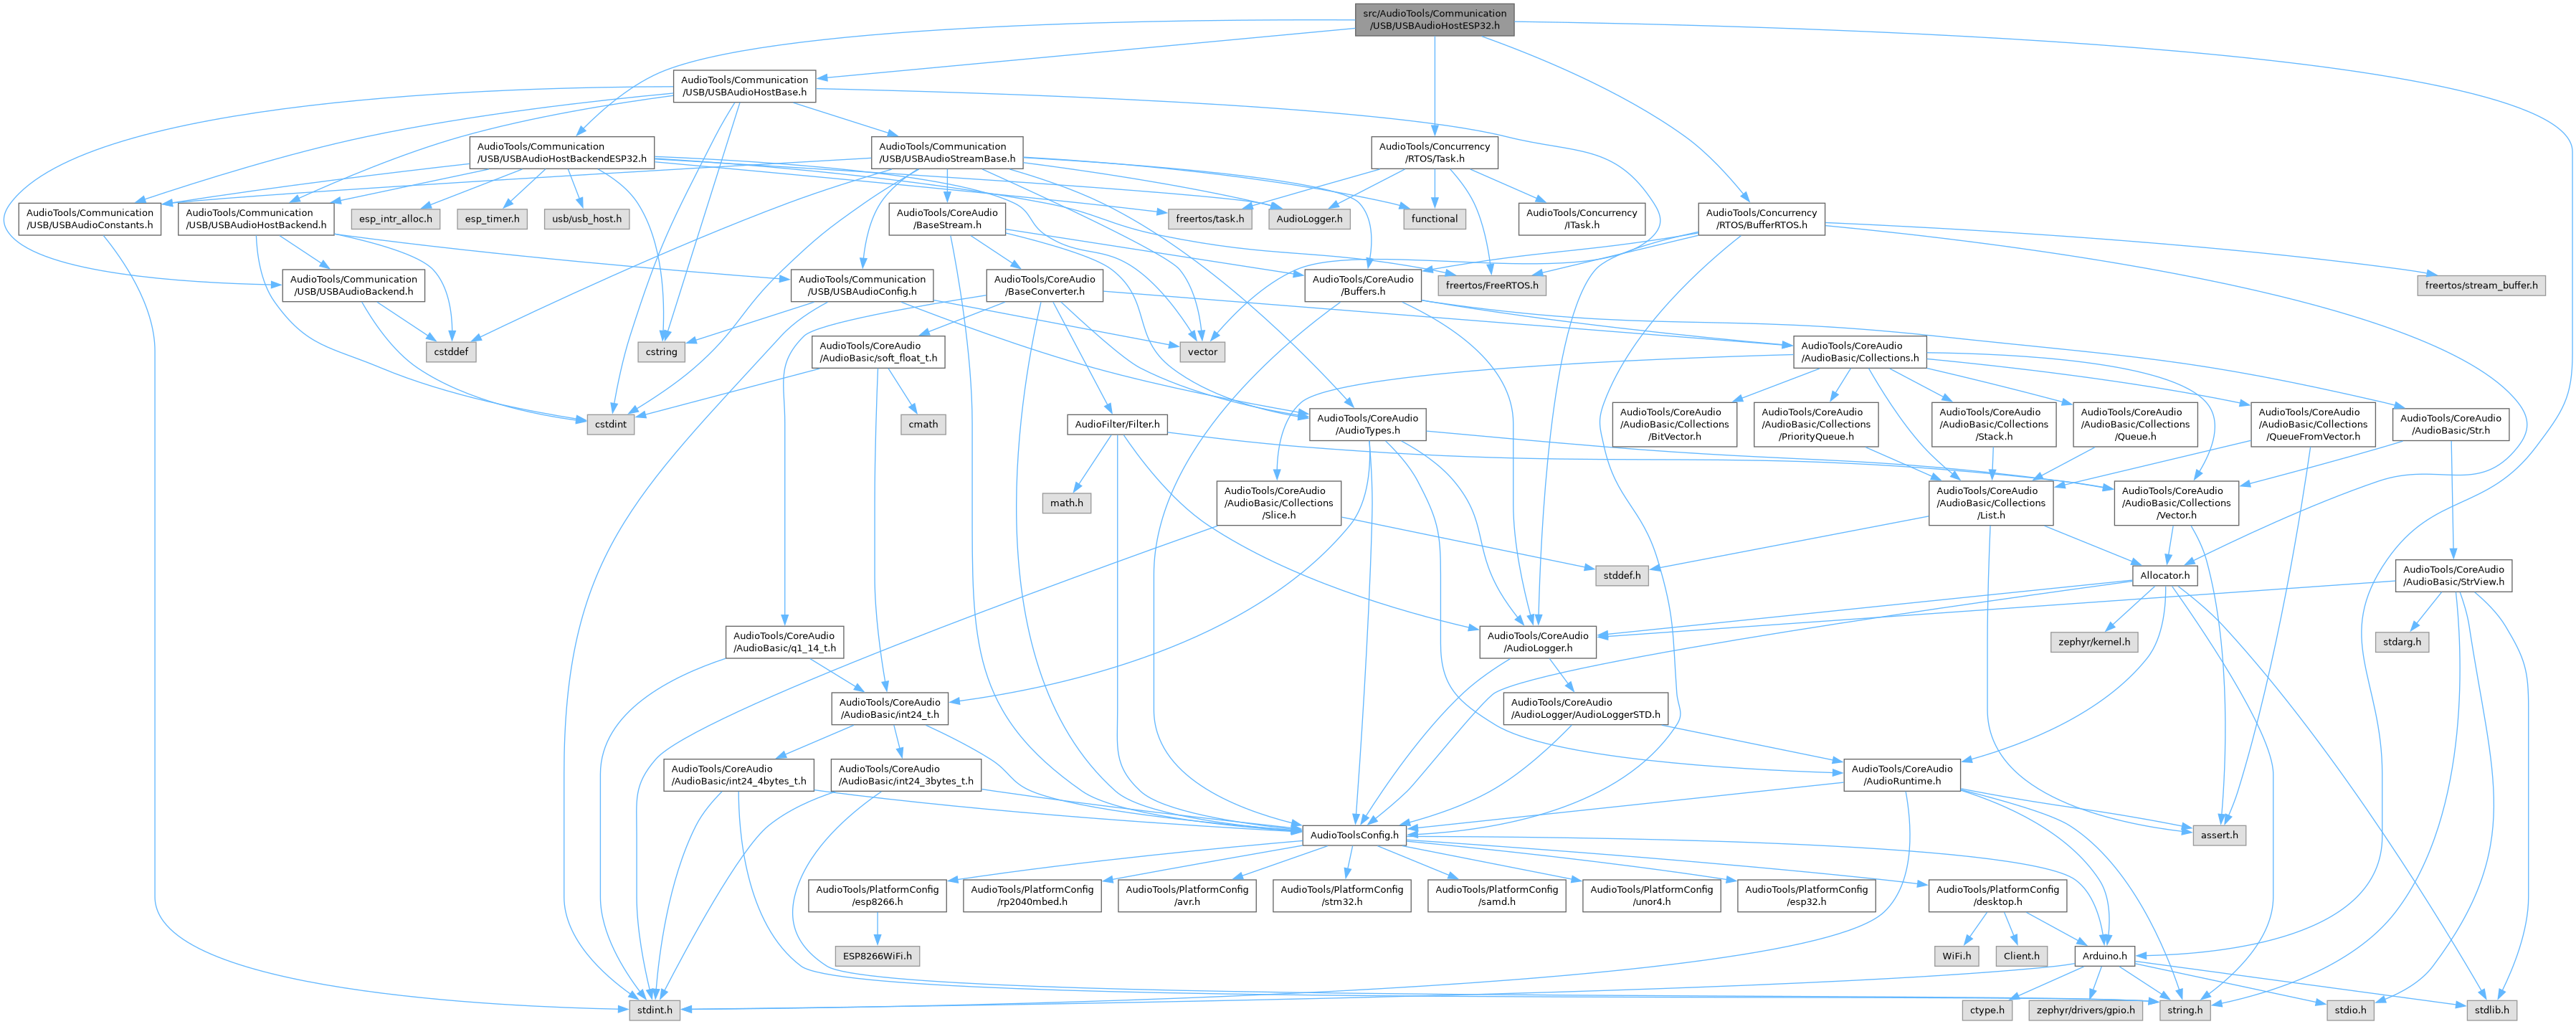 src/AudioTools/Communication
/USB/USBAudioHostESP32.h
AudioTools/Communication
/USB/USBAudioHostBase.h
AudioTools/Communication
/USB/USBAudioHostBackendESP32.h
AudioTools/Communication
/USB/USBAudioStreamBase.h
AudioTools/Concurrency
/RTOS/Task.h
AudioTools/Communication
/USB/USBAudioConstants.h
AudioTools/Communication
/USB/USBAudioHostBackend.h
esp_intr_alloc.h
esp_timer.h
usb/usb_host.h
AudioTools/CoreAudio
/BaseStream.h
freertos/task.h
AudioLogger.h
functional
AudioTools/Concurrency
/ITask.h
AudioTools/Concurrency
/RTOS/BufferRTOS.h
AudioTools/Communication
/USB/USBAudioBackend.h
AudioTools/Communication
/USB/USBAudioConfig.h
AudioTools/CoreAudio
/BaseConverter.h
AudioTools/CoreAudio
/Buffers.h
freertos/FreeRTOS.h
freertos/stream_buffer.h
cstddef
cstring
AudioTools/CoreAudio
/AudioBasic/soft_float_t.h
vector
AudioTools/CoreAudio
/AudioBasic/Collections.h
cstdint
cmath
AudioFilter/Filter.h
AudioTools/CoreAudio
/AudioTypes.h
AudioTools/CoreAudio
/AudioBasic/Collections
/BitVector.h
AudioTools/CoreAudio
/AudioBasic/Collections
/PriorityQueue.h
AudioTools/CoreAudio
/AudioBasic/Collections
/Stack.h
AudioTools/CoreAudio
/AudioBasic/Collections
/Queue.h
AudioTools/CoreAudio
/AudioBasic/Collections
/QueueFromVector.h
AudioTools/CoreAudio
/AudioBasic/Str.h
math.h
AudioTools/CoreAudio
/AudioBasic/Collections
/Slice.h
AudioTools/CoreAudio
/AudioBasic/Collections
/List.h
AudioTools/CoreAudio
/AudioBasic/Collections
/Vector.h
stddef.h
Allocator.h
AudioTools/CoreAudio
/AudioBasic/StrView.h
AudioTools/CoreAudio
/AudioBasic/q1_14_t.h
AudioTools/CoreAudio
/AudioLogger.h
zephyr/kernel.h
stdarg.h
AudioTools/CoreAudio
/AudioBasic/int24_t.h
AudioTools/CoreAudio
/AudioLogger/AudioLoggerSTD.h
AudioTools/CoreAudio
/AudioBasic/int24_4bytes_t.h
AudioTools/CoreAudio
/AudioBasic/int24_3bytes_t.h
AudioTools/CoreAudio
/AudioRuntime.h
AudioToolsConfig.h
assert.h
AudioTools/PlatformConfig
/esp8266.h
AudioTools/PlatformConfig
/rp2040mbed.h
AudioTools/PlatformConfig
/avr.h
AudioTools/PlatformConfig
/stm32.h
AudioTools/PlatformConfig
/samd.h
AudioTools/PlatformConfig
/unor4.h
AudioTools/PlatformConfig
/esp32.h
AudioTools/PlatformConfig
/desktop.h
ESP8266WiFi.h
WiFi.h
Client.h
Arduino.h
stdint.h
ctype.h
zephyr/drivers/gpio.h
string.h
stdio.h
stdlib.h